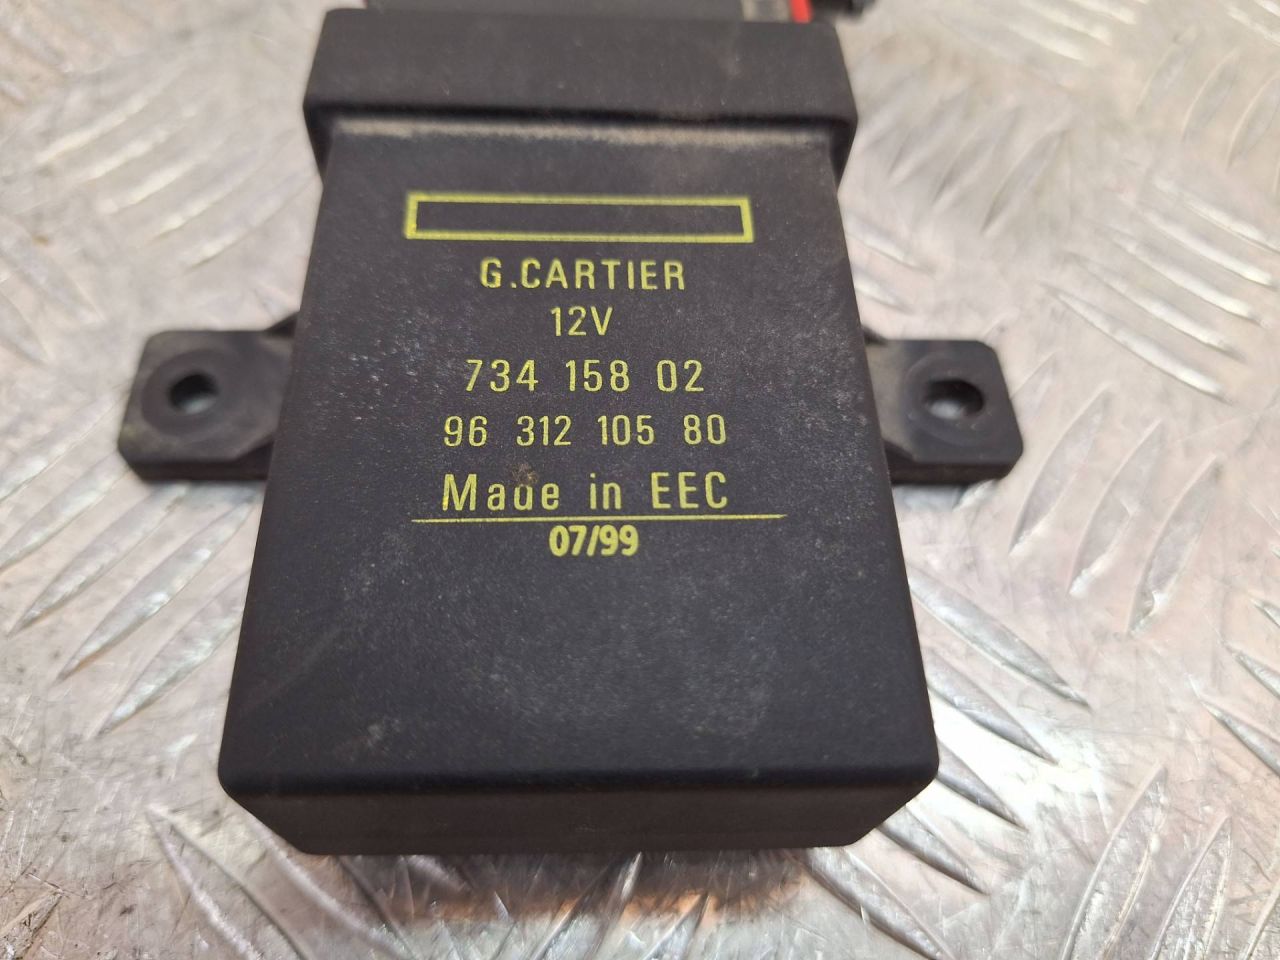 G.CARTIER
12V
734 158 02
96 312 105 80
Made in EEC
07/99